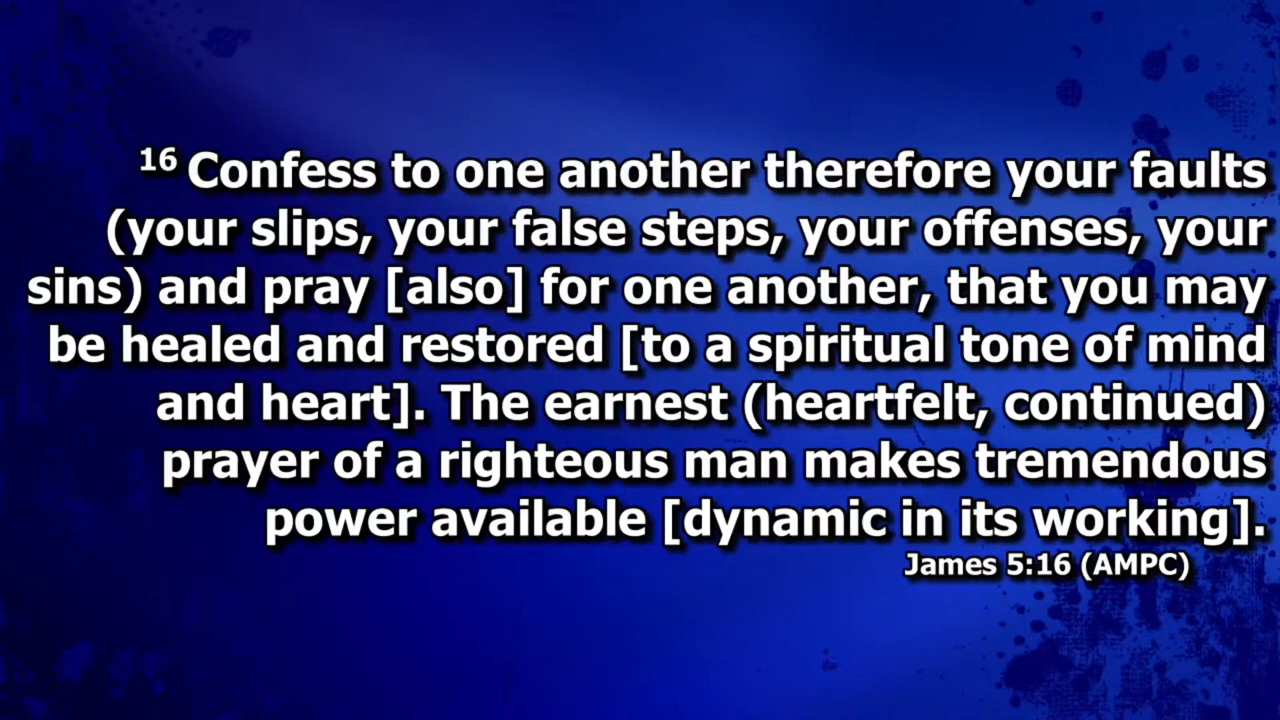 16 Confess to one another therefore your faults
(your slips, your false steps, your offenses, your
sins) and pray [also] for one another, that you may
be healed and restored [to a spiritual tone of mind
and heart]. The earnest (heartfelt, continued)
prayer of a righteous man makes tremendous
power available [dynamic in its working].
James 5:16 (AMPC)